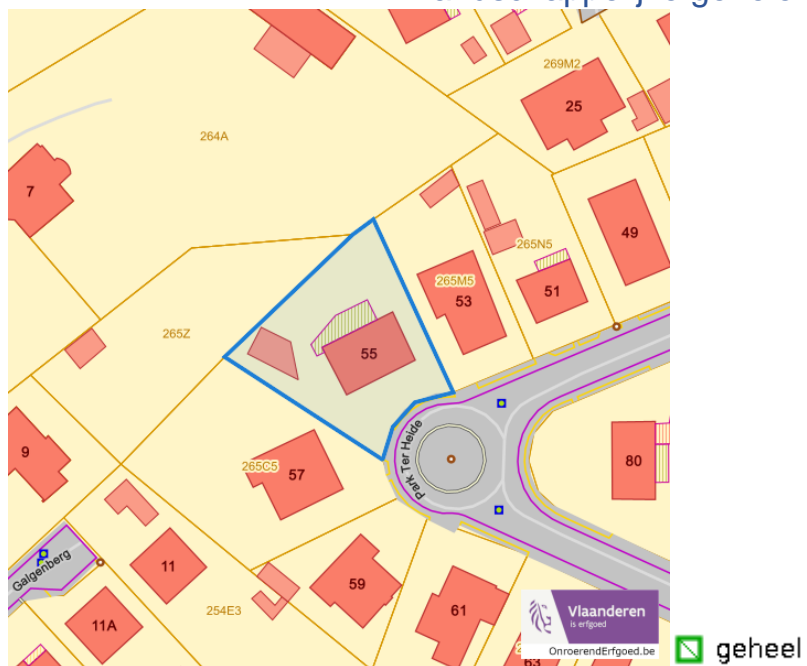 269M2
25
264A
7
49
265N5
265M5
53
51
265Z
55
Park Ter Heide
9
265C5
57
80
Galgenberg
11
59
254E3
61
11A
Vlaanderen
is erfgoed
OnroerendErfgoed.be
63
geheel